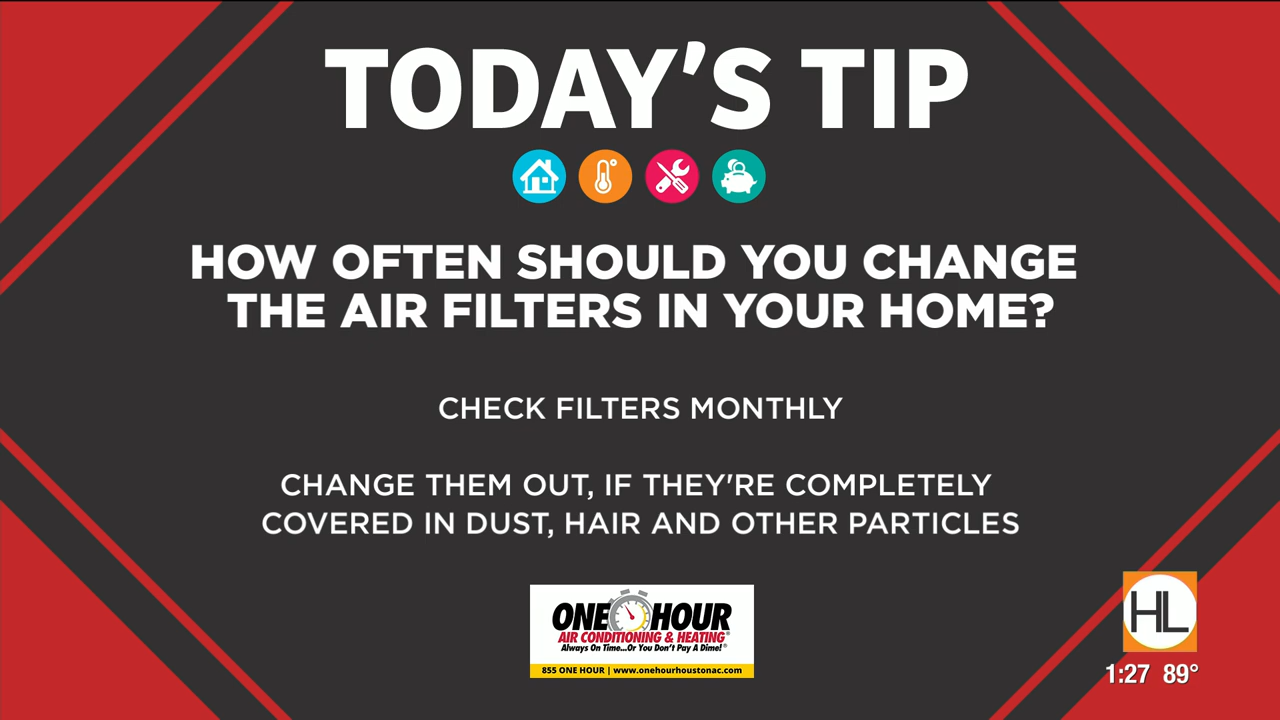 TODAY'S TIP
HOW OFTEN SHOULD YOU CHANGE
THE AIR FILTERS IN YOUR HOME?
CHECK FILTERS MONTHLY
CHANGE THEM OUT, IF THEY'RE COMPLETELY
COVERED IN DUST, HAIR AND OTHER PARTICLES
ONE HOUR
AIR CONDITIONING & HEATING®
Always On Time...Or You Don't Pay A Dime!®
855 ONE HOUR | www.onehourhoustonac.com
HL
1:27 89°